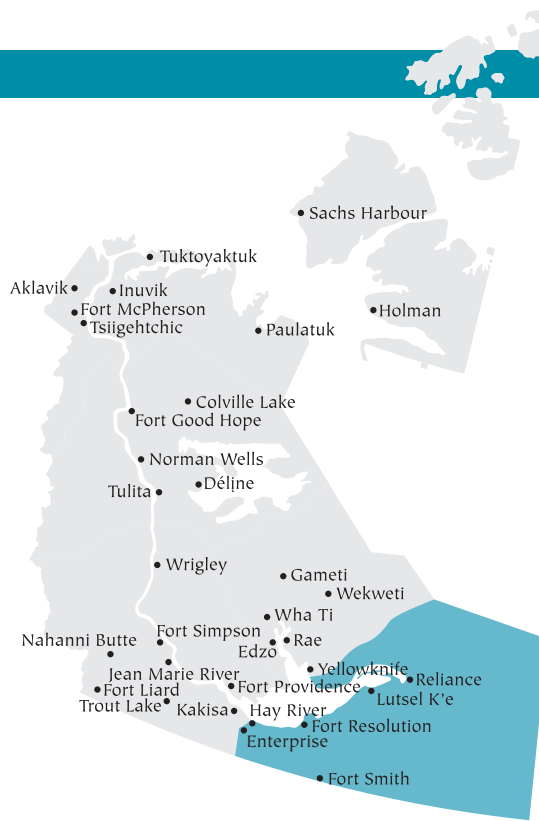 Sachs Harbour
Tuktoyaktuk
Aklavik
Inuvik
Fort McPherson
Holman
Tsiigehtchic
Paulatuk
Colville Lake
Fort Good Hope
Norman Wells
Délı̨ne
Tulita
Wrigley
Gameti
Wekweti
Wha Ti
Fort Simpson
Nahanni Butte
Rae
Edzo
Yellowknife
Jean Marie River
Reliance
Fort Providence
Fort Liard
Lutsel K'e
Trout Lake
Kakisa
Hay River
Fort Resolution
Enterprise
Fort Smith